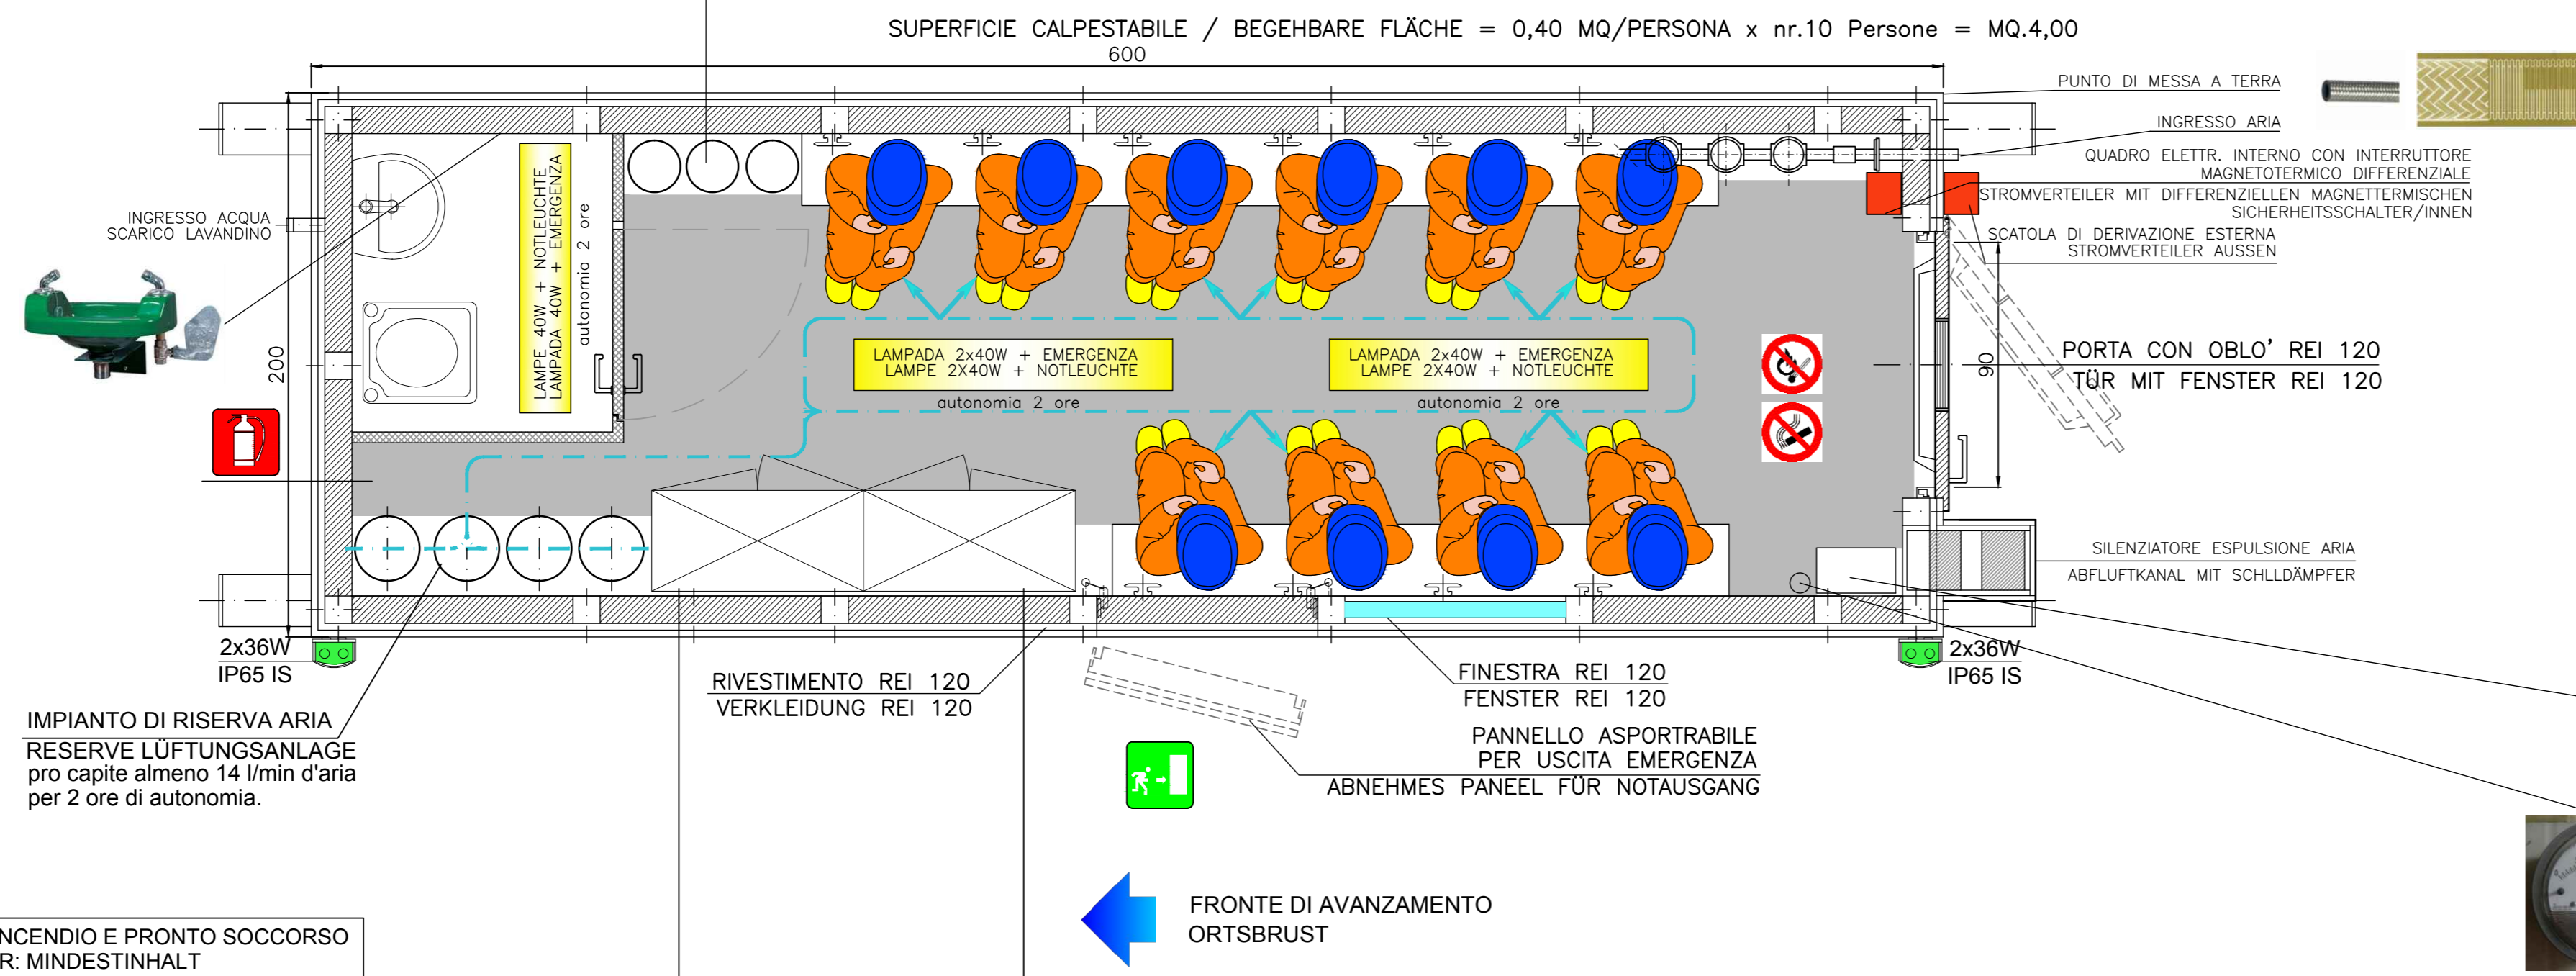 SUPERFICIE CALPESTABILE / BEGEHBARE FLÄCHE = 0,40 MQ/PERSONA x nr.10 Persone = MQ.4,00
600
PUNTO DI MESSA A TERRA
INGRESSO ARIA
QUADRO ELETTR. INTERNO CON INTERRUTTORE
MAGNETOTERMICO DIFFERENZIALE
STROMVERTEILER MIT DIFFERENZIELLEN MAGNETTERMISCHEN
SICHERHEITSSCHALTER/INNEN
SCATOLA DI DERIVAZIONE ESTERNA
STROMVERTEILER AUSSEN
INGRESSO ACQUA
SCARICO LAVANDINO
200
LAMPE 40W + NOTLEUCHTE
LAMPADA 40W + EMERGENZA
autonomia 2 ore
LAMPADA 2x40W + EMERGENZA
LAMPE 2X40W + NOTLEUCHTE
autonomia 2 ore
LAMPADA 2x40W + EMERGENZA
LAMPE 2X40W + NOTLEUCHTE
autonomia 2 ore
90
PORTA CON OBLO' REI 120
TÜR MIT FENSTER REI 120
SILENZIATORE ESPULSIONE ARIA
ABFLUFTKANAL MIT SCHLLDÄMPFER
2x36W
IP65 IS
2x36W
IP65 IS
RIVESTIMENTO REI 120
VERKLEIDUNG REI 120
FINESTRA REI 120
FENSTER REI 120
IMPIANTO DI RISERVA ARIA
RESERVE LÜFTUNGSANLAGE
pro capite almeno 14 l/min d'aria
per 2 ore di autonomia.
PANNELLO ASPORTRABILE
PER USCITA EMERGENZA
ABNEHMES PANEEL FÜR NOTAUSGANG
FRONTE DI AVANZAMENTO
ORTSBRUST
NCENDIO E PRONTO SOCCORSO
R: MINDESTINHALT